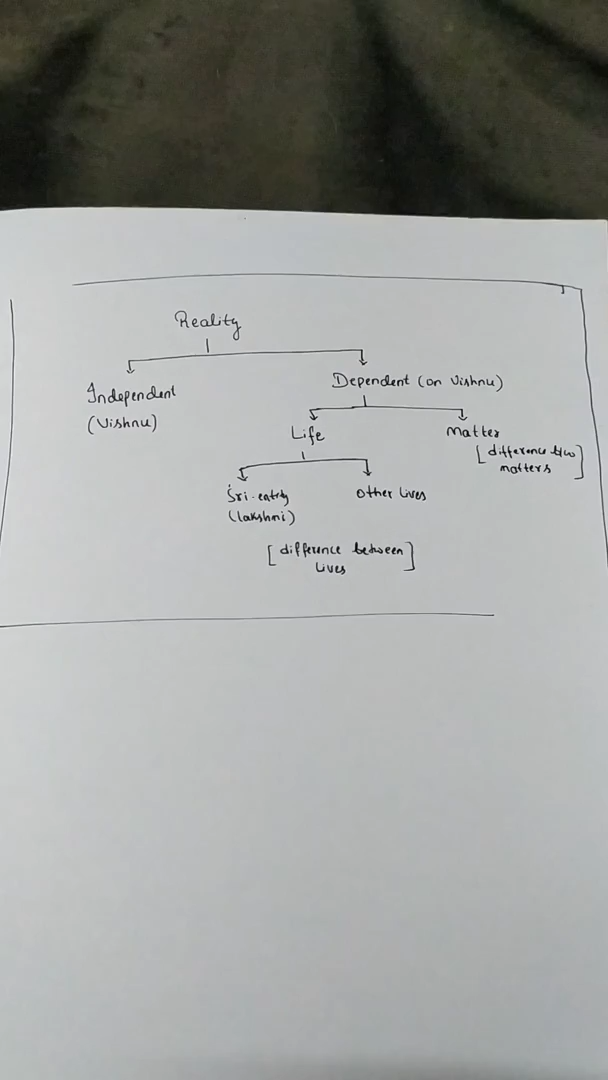 Reality
Independent
(Vishnu)
Dependent (on Vishnu)
Life
Matter
[difference b/w
matters]
Śri-entity
(lakshmi)
other lives
[difference between
Lives]